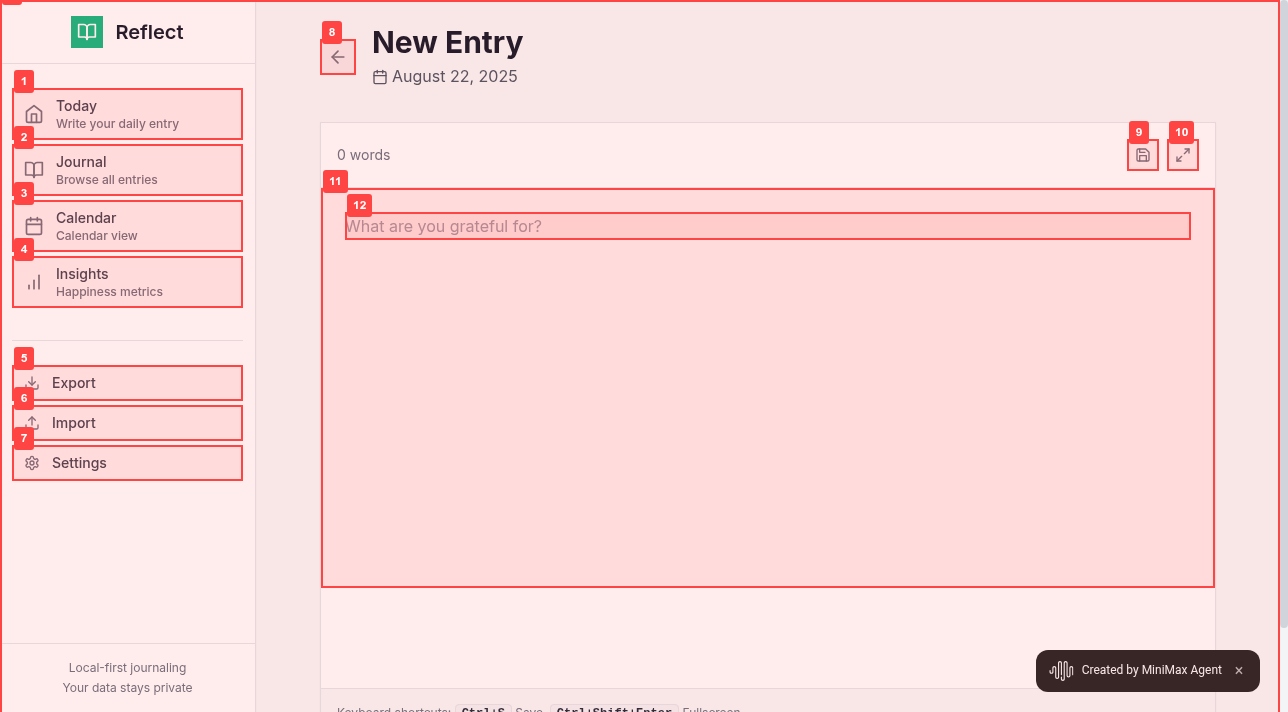 Reflect
1
Today
Write your daily entry
2
Journal
Browse all entries
3
Calendar
Calendar view
4
Insights
Happiness metrics
5
Export
6
Import
7
Settings
Local-first journaling
Your data stays private
8
New Entry
August 22, 2025
0 words
9
10
11
12
What are you grateful for?
Keyboard shortcuts: Ctrl+S Save Ctrl+Shift+Enter Fullscreen
Created by MiniMax Agent ×